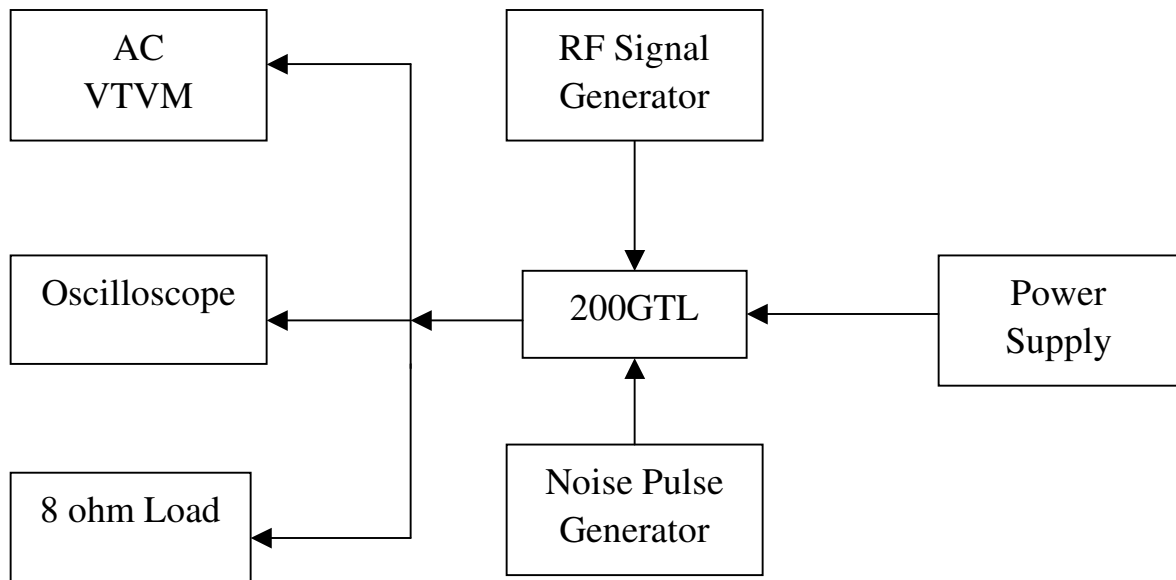 AC
VTVM
RF Signal
Generator
Oscilloscope
200GTL
Power
Supply
8 ohm Load
Noise Pulse
Generator